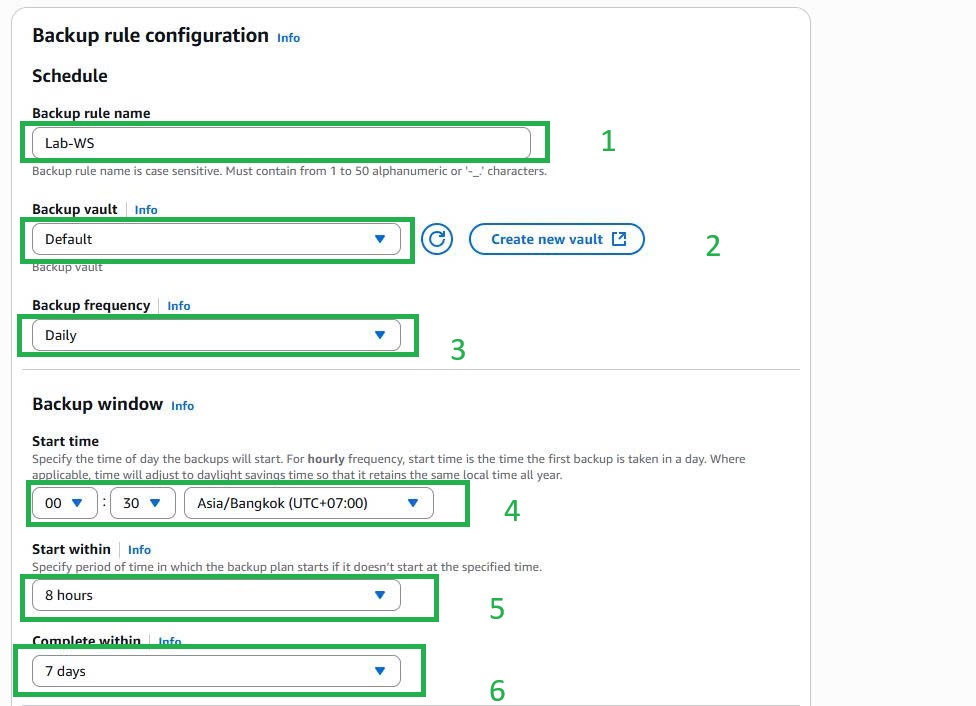 Backup rule configuration Info
Schedule
Backup rule name
Lab-WS
1
Backup rule name is case sensitive. Must contain from 1 to 50 alphanumeric or '-_.' characters.
Backup vault Info
Default
Create new vault
2
Backup vault
Backup frequency Info
Daily
3
Backup window Info
Start time
Specify the time of day the backups will start. For hourly frequency, start time is the time the first backup is taken in a day. Where
applicable, time will adjust to daylight savings time so that it retains the same local time all year.
00 : 30 Asia/Bangkok (UTC+07:00)
4
Start within Info
Specify period of time in which the backup plan starts if it doesn't start at the specified time.
8 hours
5
Complete within Info
7 days
6